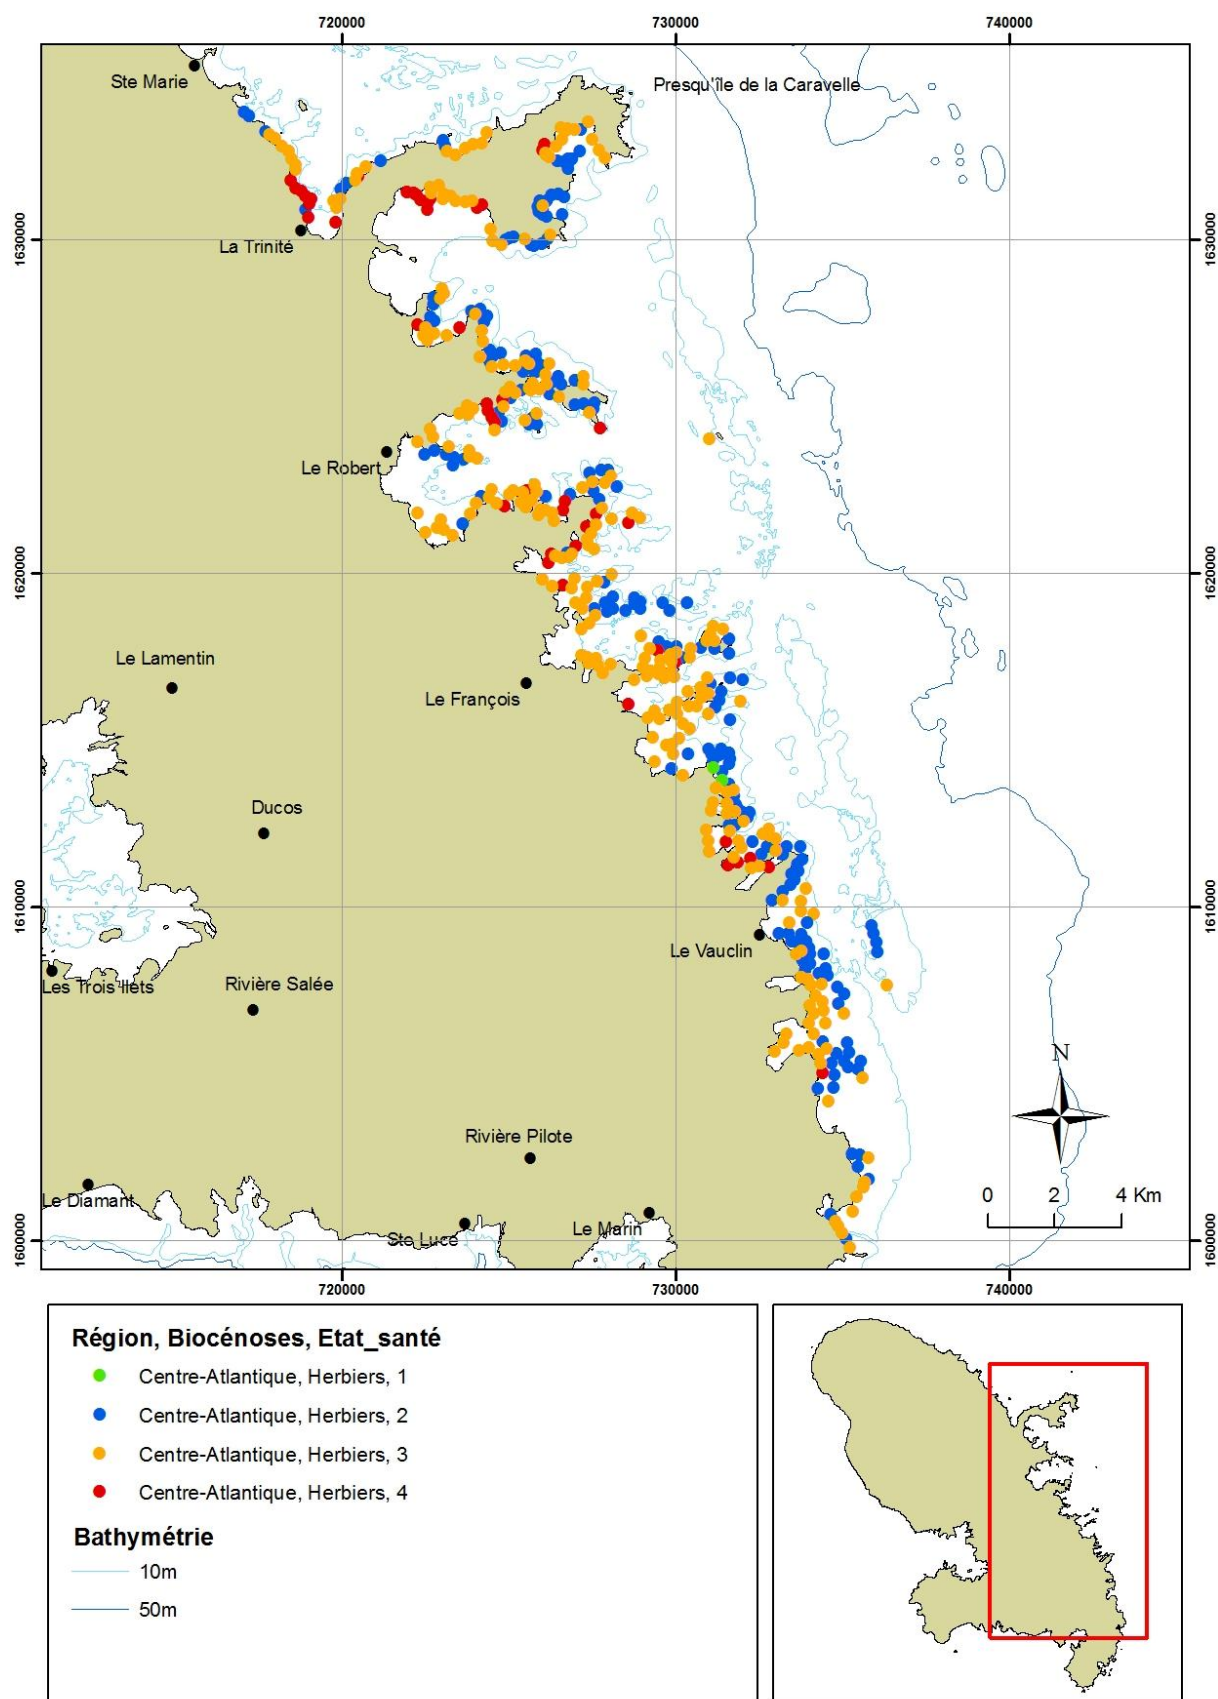 720000
730000
740000
Ste Marie
Presqu'île de la Caravelle
1630000
La Trinité
1630000
Le Robert
1620000
1620000
Le Lamentin
Le François
Ducos
1610000
1610000
Le Vauclin
Les Trois Ilets
Rivière Salée
N
Rivière Pilote
Le Diamant
0 2 4 Km
Ste Luce
Le Marin
1600000
1600000
720000
730000
740000
Région, Biocénoses, Etat_santé
Centre-Atlantique, Herbiers, 1
Centre-Atlantique, Herbiers, 2
Centre-Atlantique, Herbiers, 3
Centre-Atlantique, Herbiers, 4
Bathymétrie
10m
50m